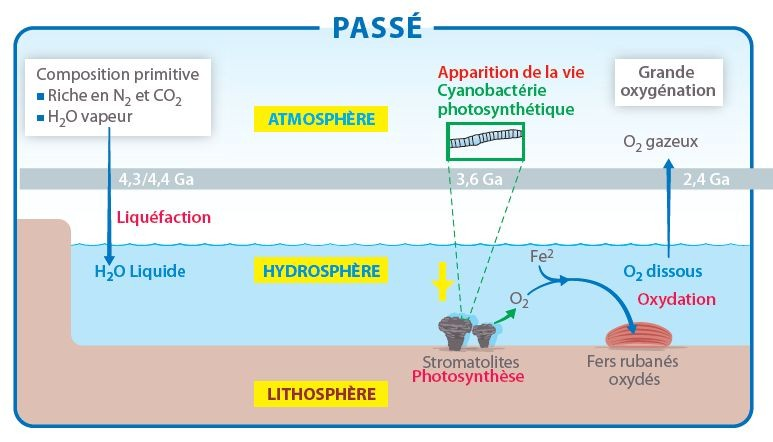 PASSÉ
Composition primitive
▪ Riche en N₂ et CO₂
▪ H₂O vapeur
ATMOSPHÈRE
Apparition de la vie
Cyanobactérie
photosynthétique
Grande
oxygénation
O₂ gazeux
4,3/4,4 Ga
3,6 Ga
2,4 Ga
Liquéfaction
H₂O Liquide
HYDROSPHÈRE
Fe²
O₂
O₂ dissous
Oxydation
Stromatolites
Photosynthèse
Fers rubanés
oxydés
LITHOSPHÈRE